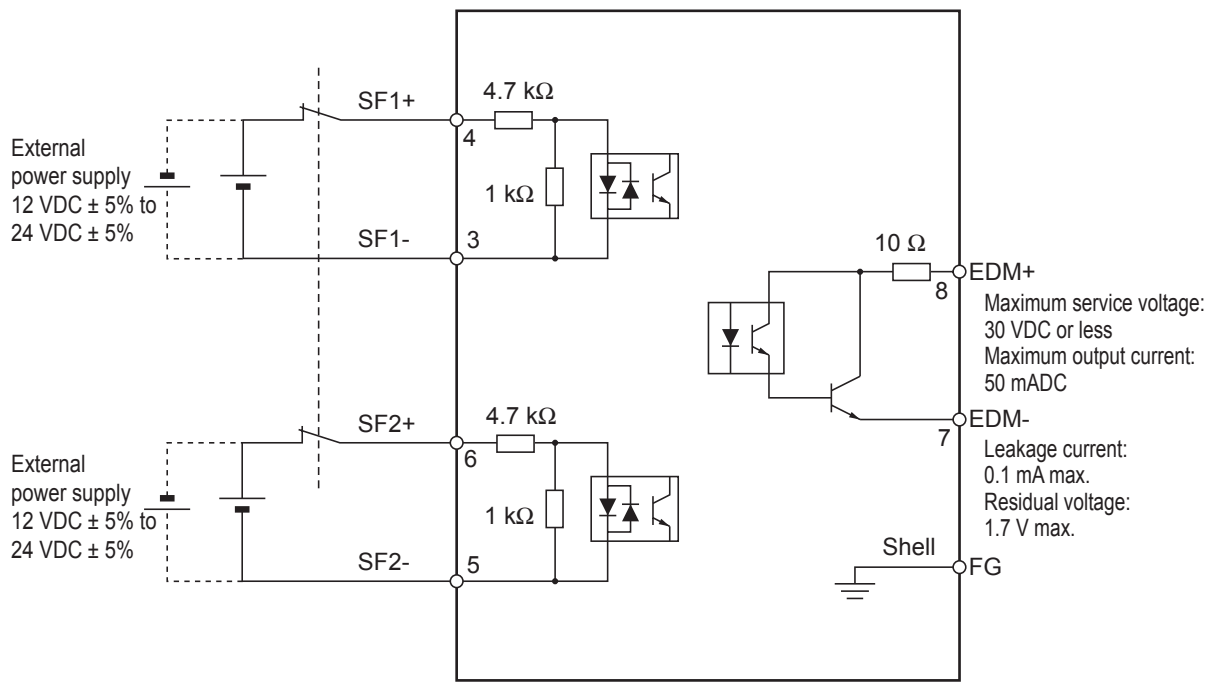 External
power supply
12 VDC ± 5% to
24 VDC ± 5%
SF1+
4
4.7 kΩ
1 kΩ
SF1-
3
10 Ω
8
EDM+
Maximum service voltage:
30 VDC or less
Maximum output current:
50 mADC
7
EDM-
Leakage current:
0.1 mA max.
Residual voltage:
1.7 V max.
External
power supply
12 VDC ± 5% to
24 VDC ± 5%
SF2+
6
4.7 kΩ
1 kΩ
SF2-
5
Shell
FG